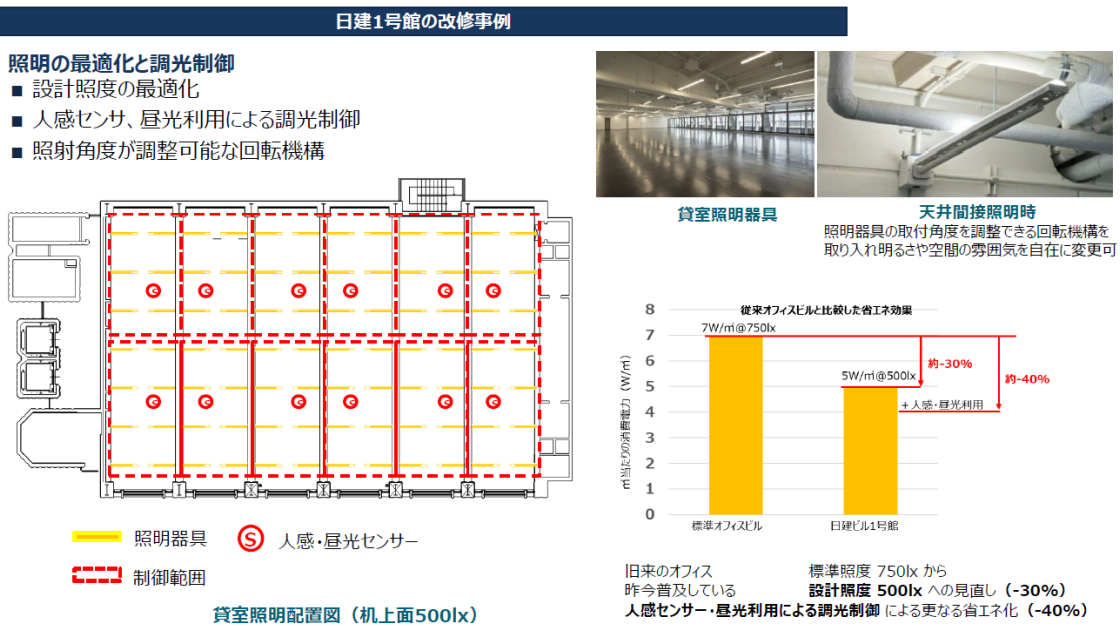 日建1号館の改修事例
照明の最適化と調光制御
■ 設計照度の最適化
■ 人感センサ、昼光利用による調光制御
■ 照射角度が調整可能な回転機構
貸室照明器具
天井間接照明時
照明器具の取付角度を調整できる回転機構を
取り入れ明るさや空間の雰囲気を自在に変更可
S S S S S S
S S S S S S
照明器具
S 人感・昼光センサー
制御範囲
貸室照明配置図（机上面500lx）
従来オフィスビルと比較した省エネ効果
㎡当たりの消費電力（W/㎡）
8
7
6
5
4
3
2
1
0
7W/㎡@750lx
5W/㎡@500lx
約-30%
約-40%
＋人感・昼光利用
標準オフィスビル
日建ビル1号館
旧来のオフィス 標準照度 750lx から
昨今普及している 設計照度 500lx への見直し（-30%）
人感センサー・昼光利用による調光制御 による更なる省エネ化（-40%）